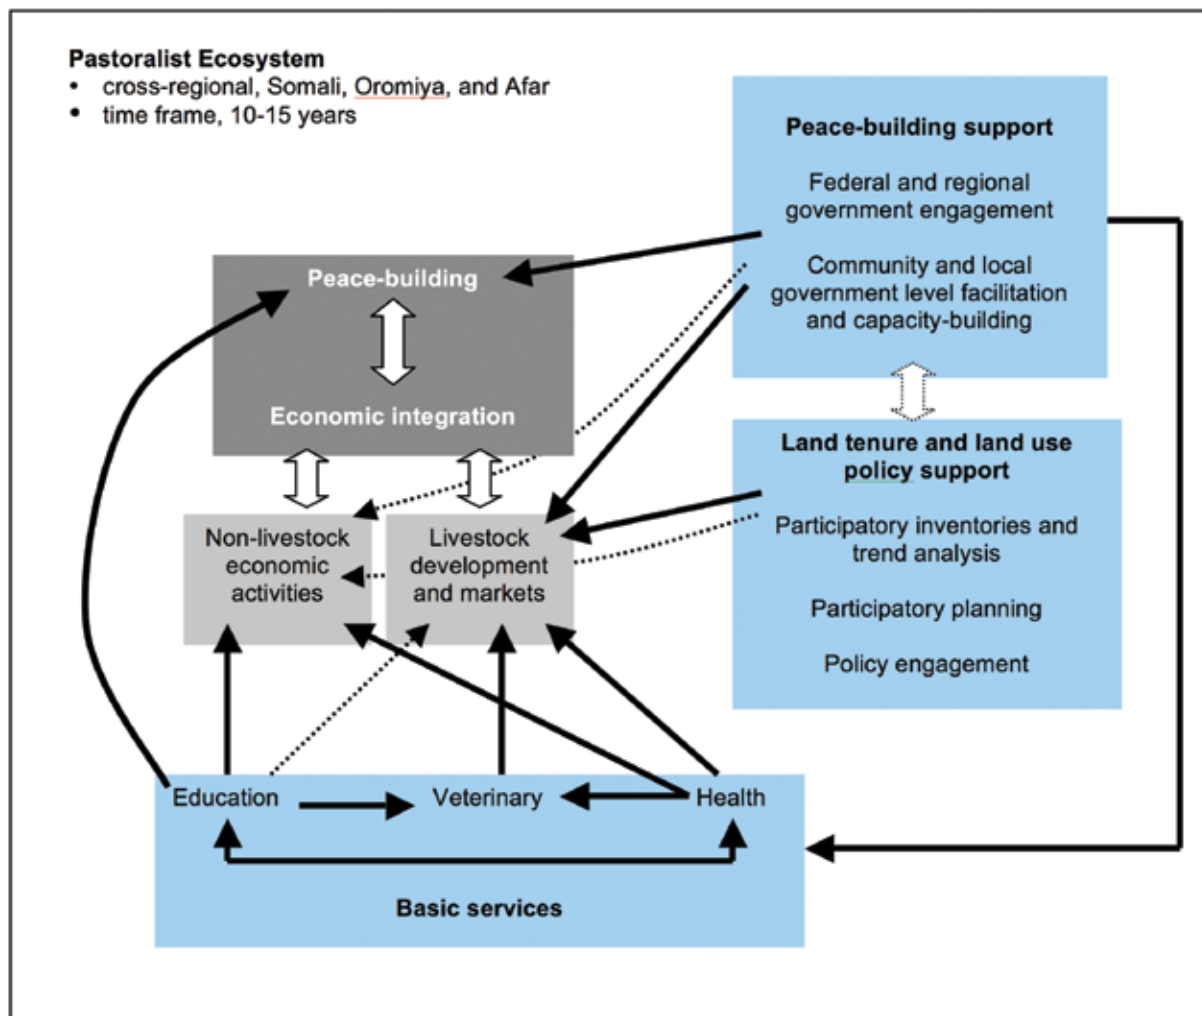 Pastoralist Ecosystem
• cross-regional, Somali, Oromiya, and Afar
• time frame, 10-15 years
Peace-building support
Federal and regional
government engagement
Community and local
government level facilitation
and capacity-building
Peace-building
Economic integration
Land tenure and land use
policy support
Participatory inventories and
trend analysis
Participatory planning
Policy engagement
Non-livestock
economic
activities
Livestock
development
and markets
Education
Veterinary
Health
Basic services